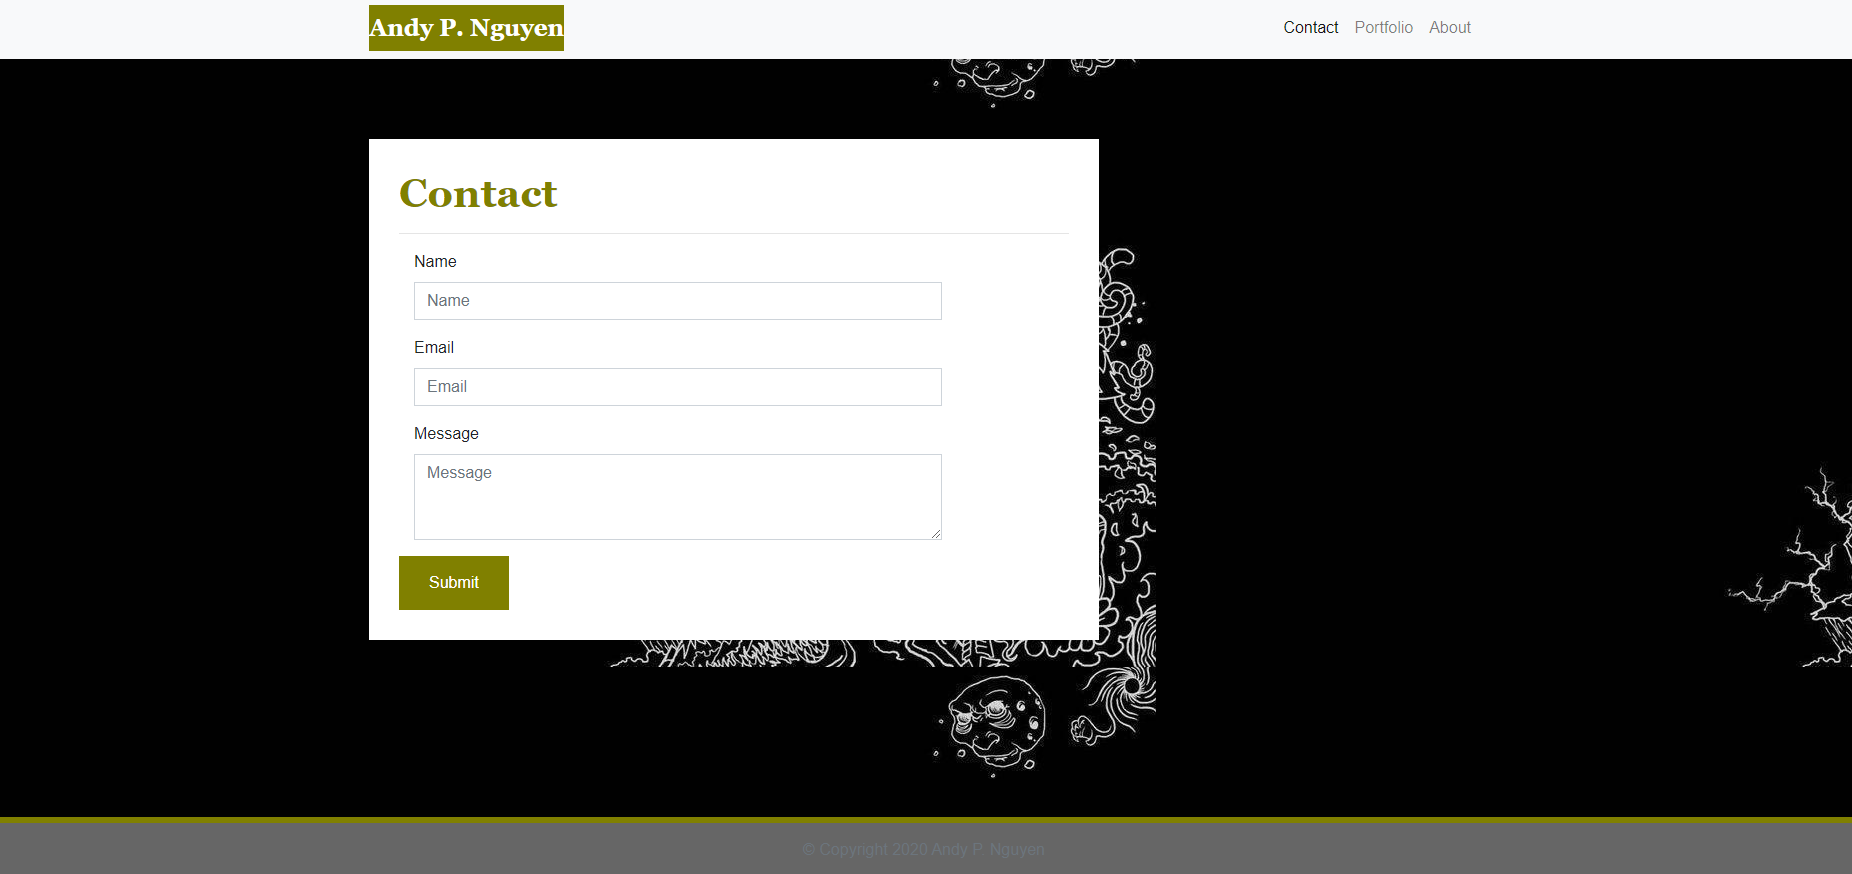 Andy P. Nguyen
Contact Portfolio About
Contact
Name
Name
Email
Email
Message
Message
Submit
© Copyright 2020 Andy P. Nguyen